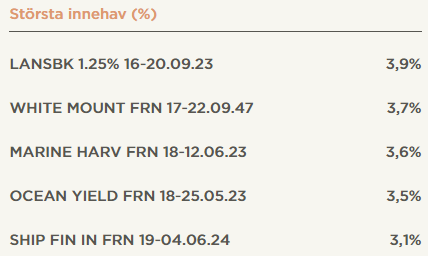 Största innehav (%)
LANSBK 1.25% 16-20.09.23 3,9%
WHITE MOUNT FRN 17-22.09.47 3,7%
MARINE HARV FRN 18-12.06.23 3,6%
OCEAN YIELD FRN 18-25.05.23 3,5%
SHIP FIN IN FRN 19-04.06.24 3,1%